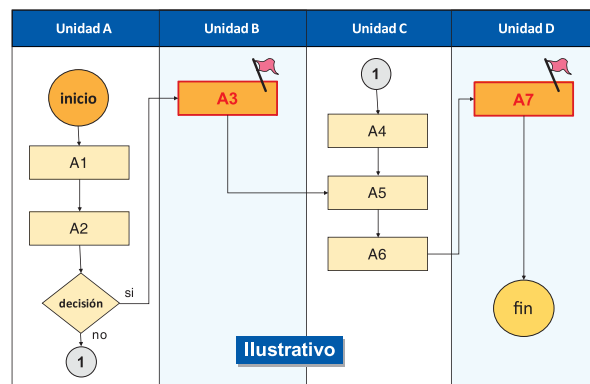 Unidad A
Unidad B
Unidad C
Unidad D
inicio
A1
A2
decisión
si
no
1
A3
1
A4
A5
A6
A7
fin
Ilustrativo